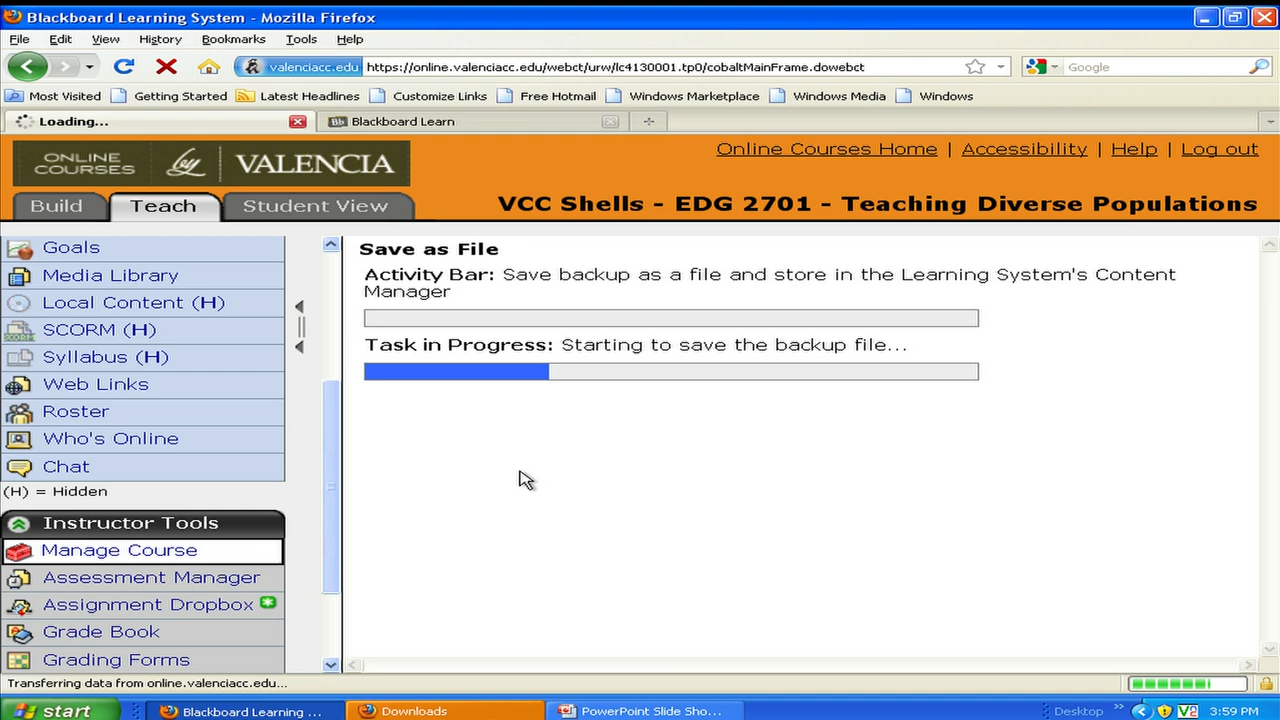 Blackboard Learning System - Mozilla Firefox
File Edit View History Bookmarks Tools Help
valenciacc.edu https://online.valenciacc.edu/webct/urw/lc4130001.tp0/cobaltMainFrame.dowebct Google
Most Visited Getting Started Latest Headlines Customize Links Free Hotmail Windows Marketplace Windows Media Windows
Loading... Bb Blackboard Learn
ONLINE COURSES by VALENCIA
Online Courses Home | Accessibility | Help | Log out
Build Teach Student View
VCC Shells - EDG 2701 - Teaching Diverse Populations
Goals
Media Library
Local Content (H)
SCORM (H)
Syllabus (H)
Web Links
Roster
Who's Online
Chat
(H) = Hidden
Instructor Tools
Manage Course
Assessment Manager
Assignment Dropbox
Grade Book
Grading Forms
Save as File
Activity Bar: Save backup as a file and store in the Learning System's Content
Manager
Task in Progress: Starting to save the backup file...
Transferring data from online.valenciacc.edu...
start Blackboard Learning ... Downloads PowerPoint Slide Sho... Desktop » 3:59 PM